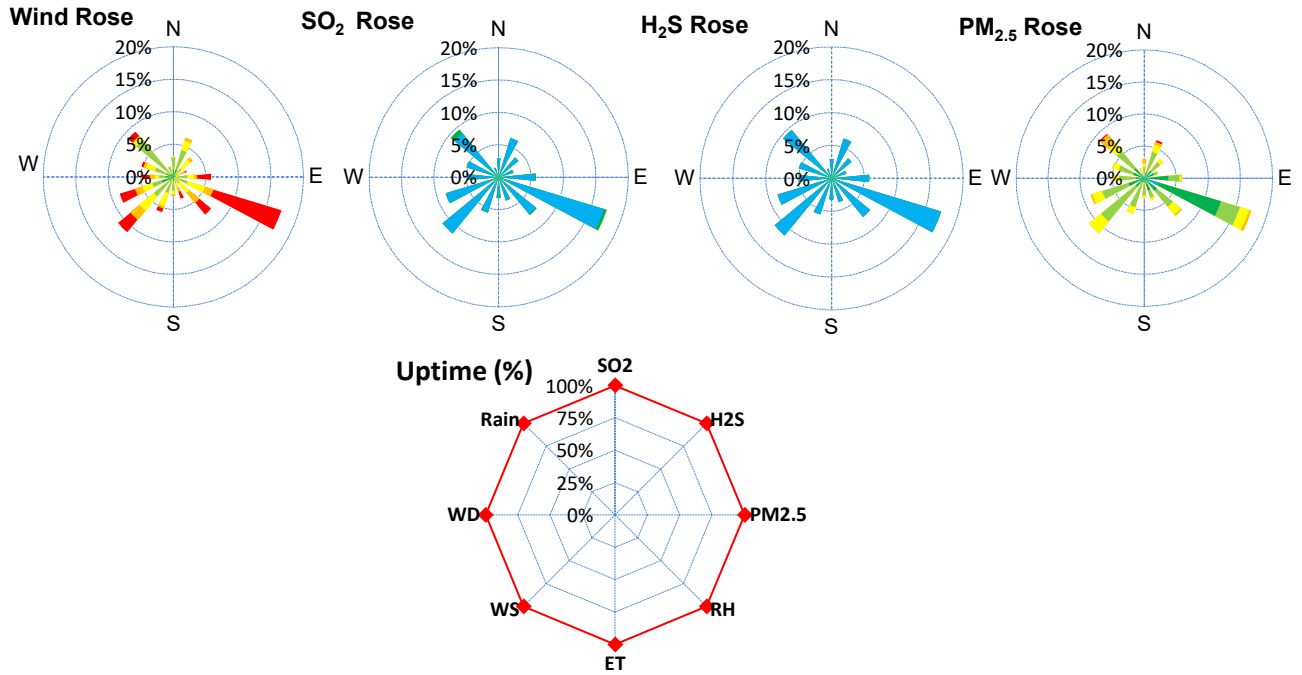 Wind Rose
N
20%
15%
10%
5%
0%
W
E
S
SO2 Rose
N
20%
15%
10%
5%
0%
W
E
S
H2S Rose
N
20%
15%
10%
5%
0%
W
E
S
PM2.5 Rose
N
20%
15%
10%
5%
0%
W
E
S
Uptime (%)
SO2
100%
75%
50%
25%
0%
Rain
H2S
WD
PM2.5
WS
RH
ET